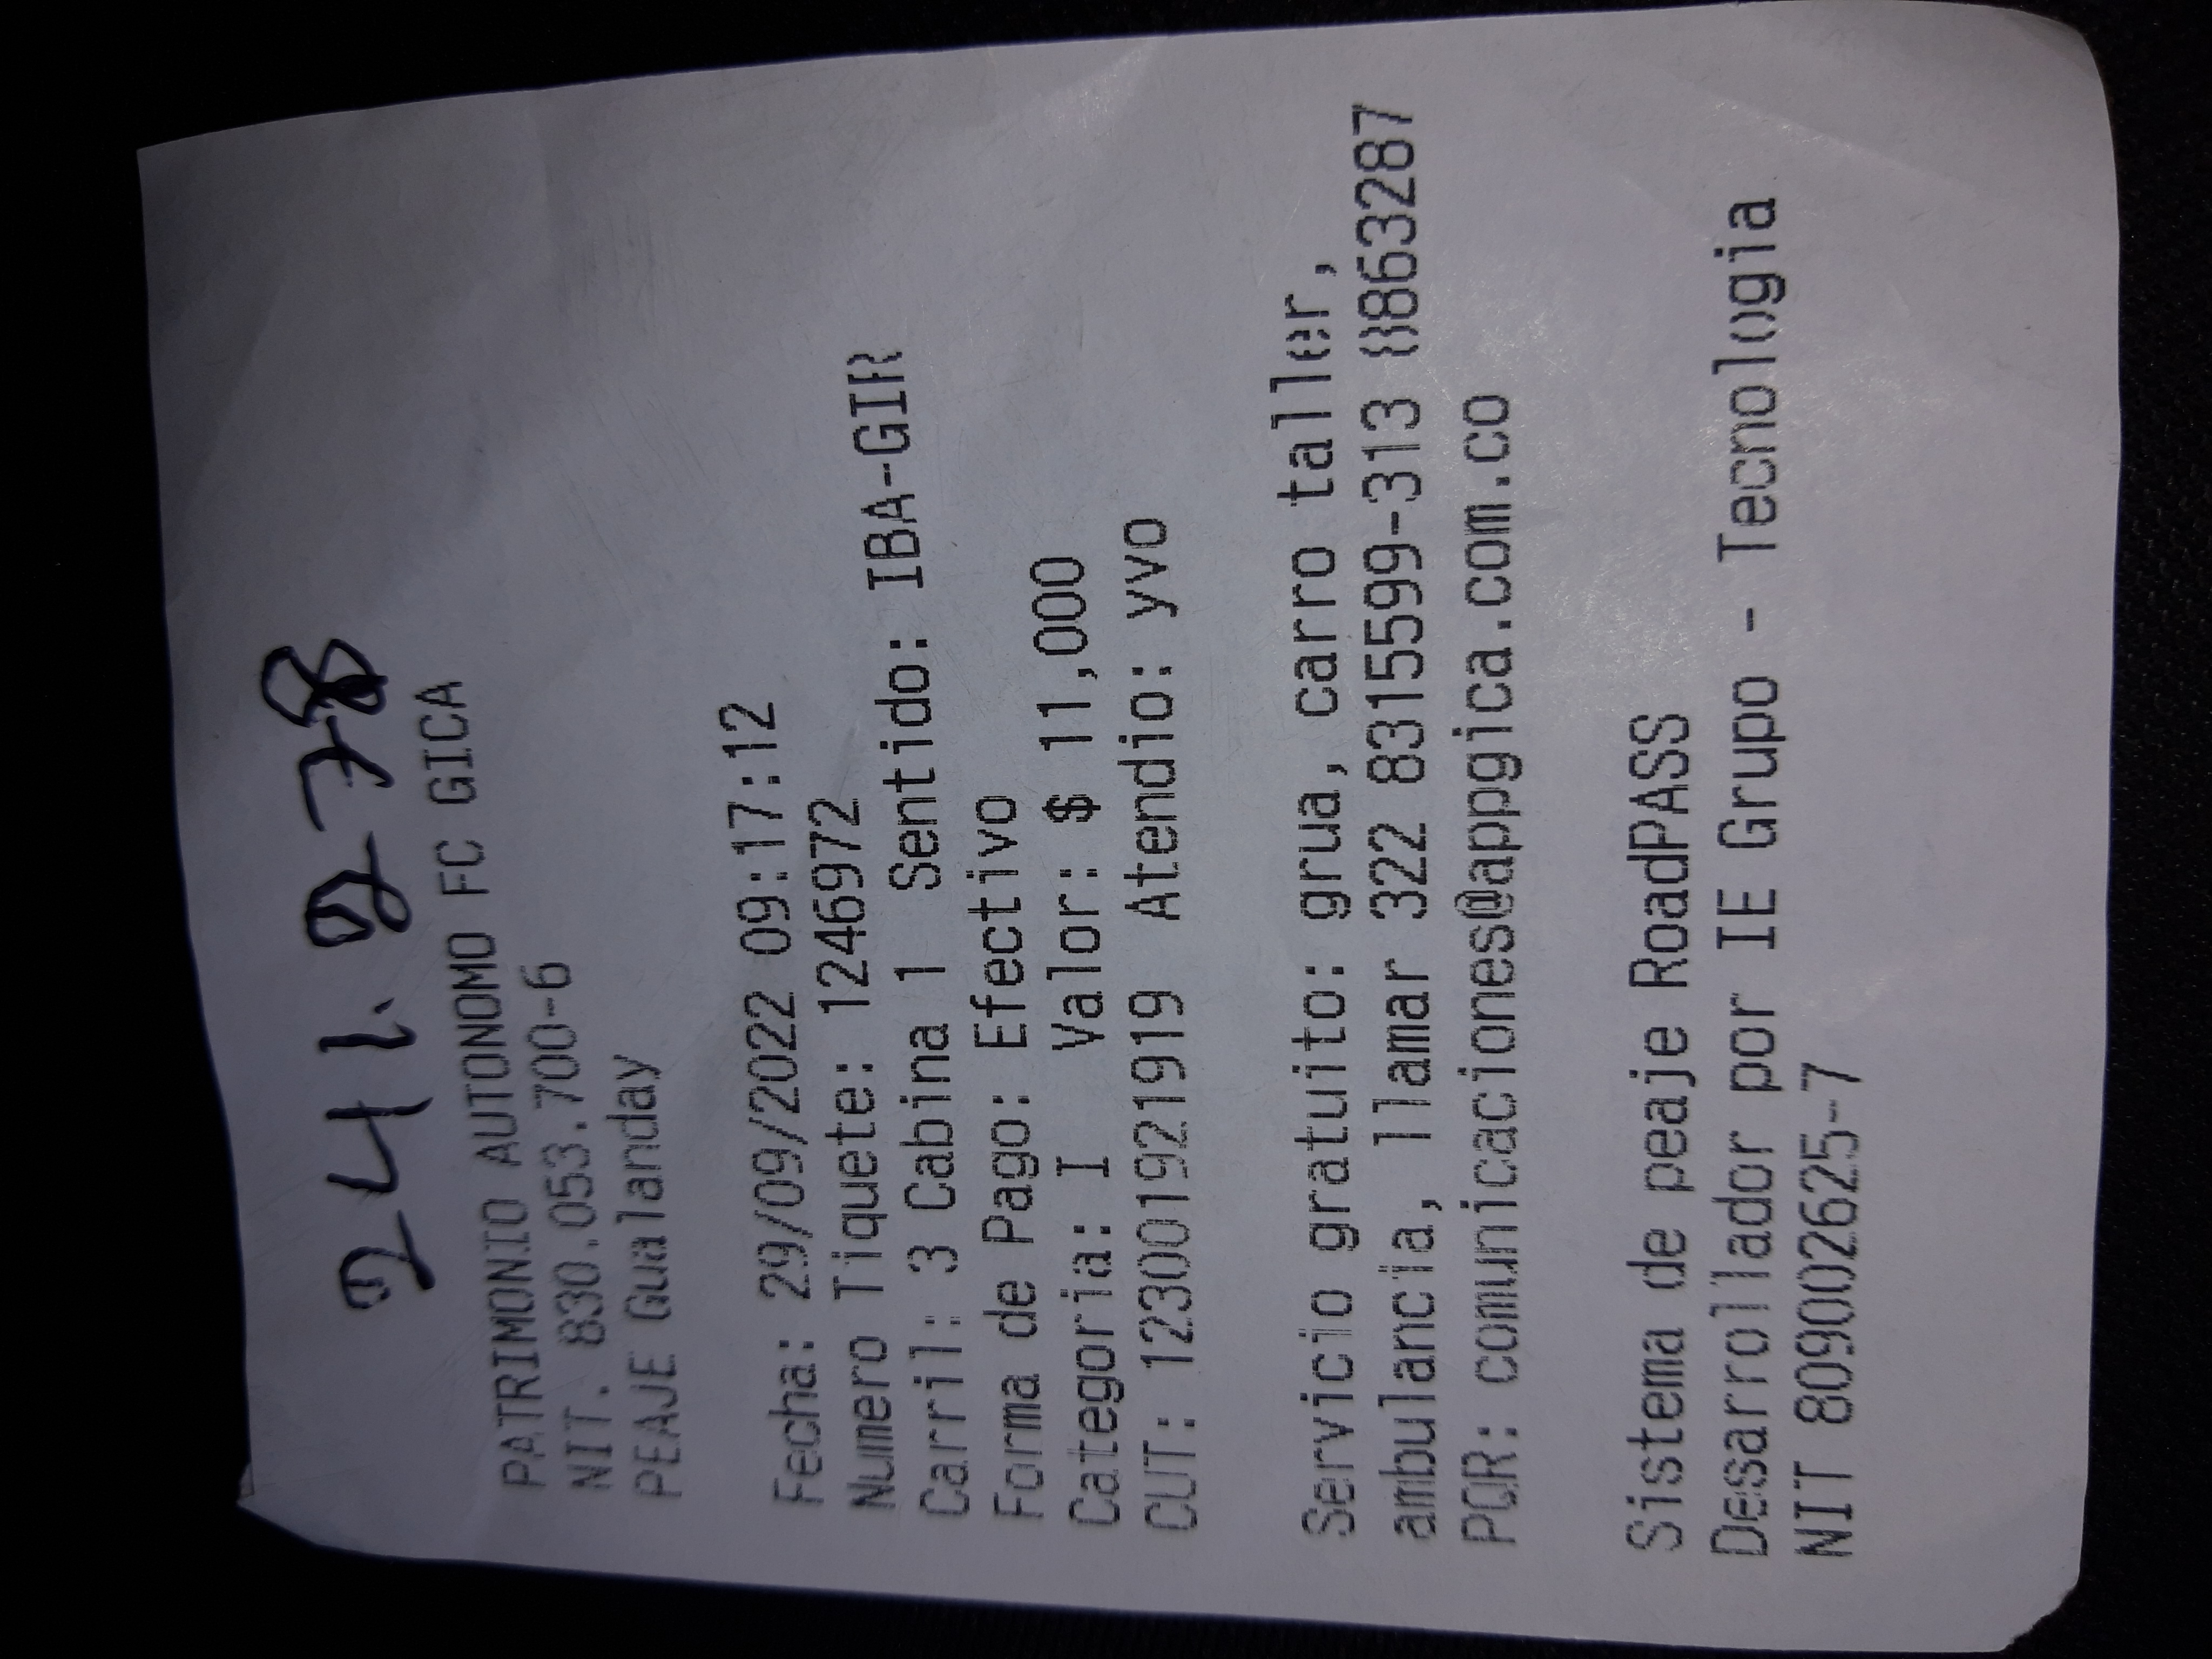 241.278
PATRIMONIO AUTONOMO FC GICA
NIT. 830.053.700-6
PEAJE Gualanday
Fecha: 29/09/2022 09:17:12
Numero Tiquete: 1246972
Carril: 3 Cabina 1 Sentido: IBA-GIR
Forma de Pago: Efectivo
Categoria: I Valor: $ 11,000
CUT: 1230019921919 Atendio: yvo
Servicio gratuito: grua, carro taller,
ambulancia, llamar 322 8315599-313 8863287
PQR: comunicaciones@appgica.com.co
Sistema de peaje RoadPASS
Desarrollador por IE Grupo - Tecnologia
NIT 809002625-7